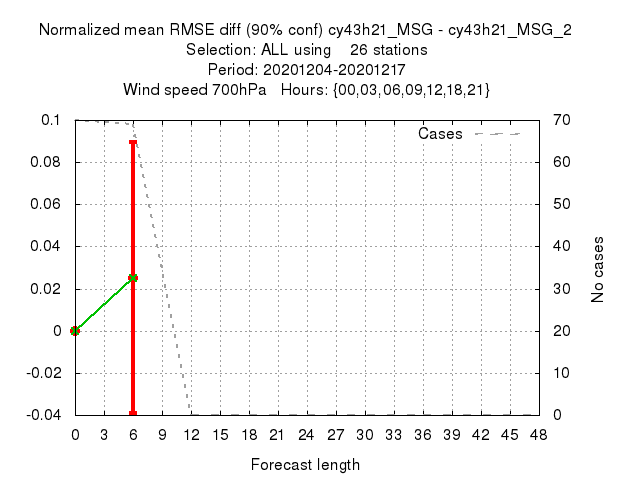 Normalized mean RMSE diff (90% conf) cy43h21_MSG - cy43h21_MSG_2
Selection: ALL using    26 stations
Period: 20201204-20201217
Wind speed 700hPa   Hours: {00,03,06,09,12,18,21}
Cases
0.1
0.08
0.06
0.04
0.02
0
-0.02
-0.04
70
60
50
40
30
20
10
0
No cases
0 3 6 9 12 15 18 21 24 27 30 33 36 39 42 45 48
Forecast length